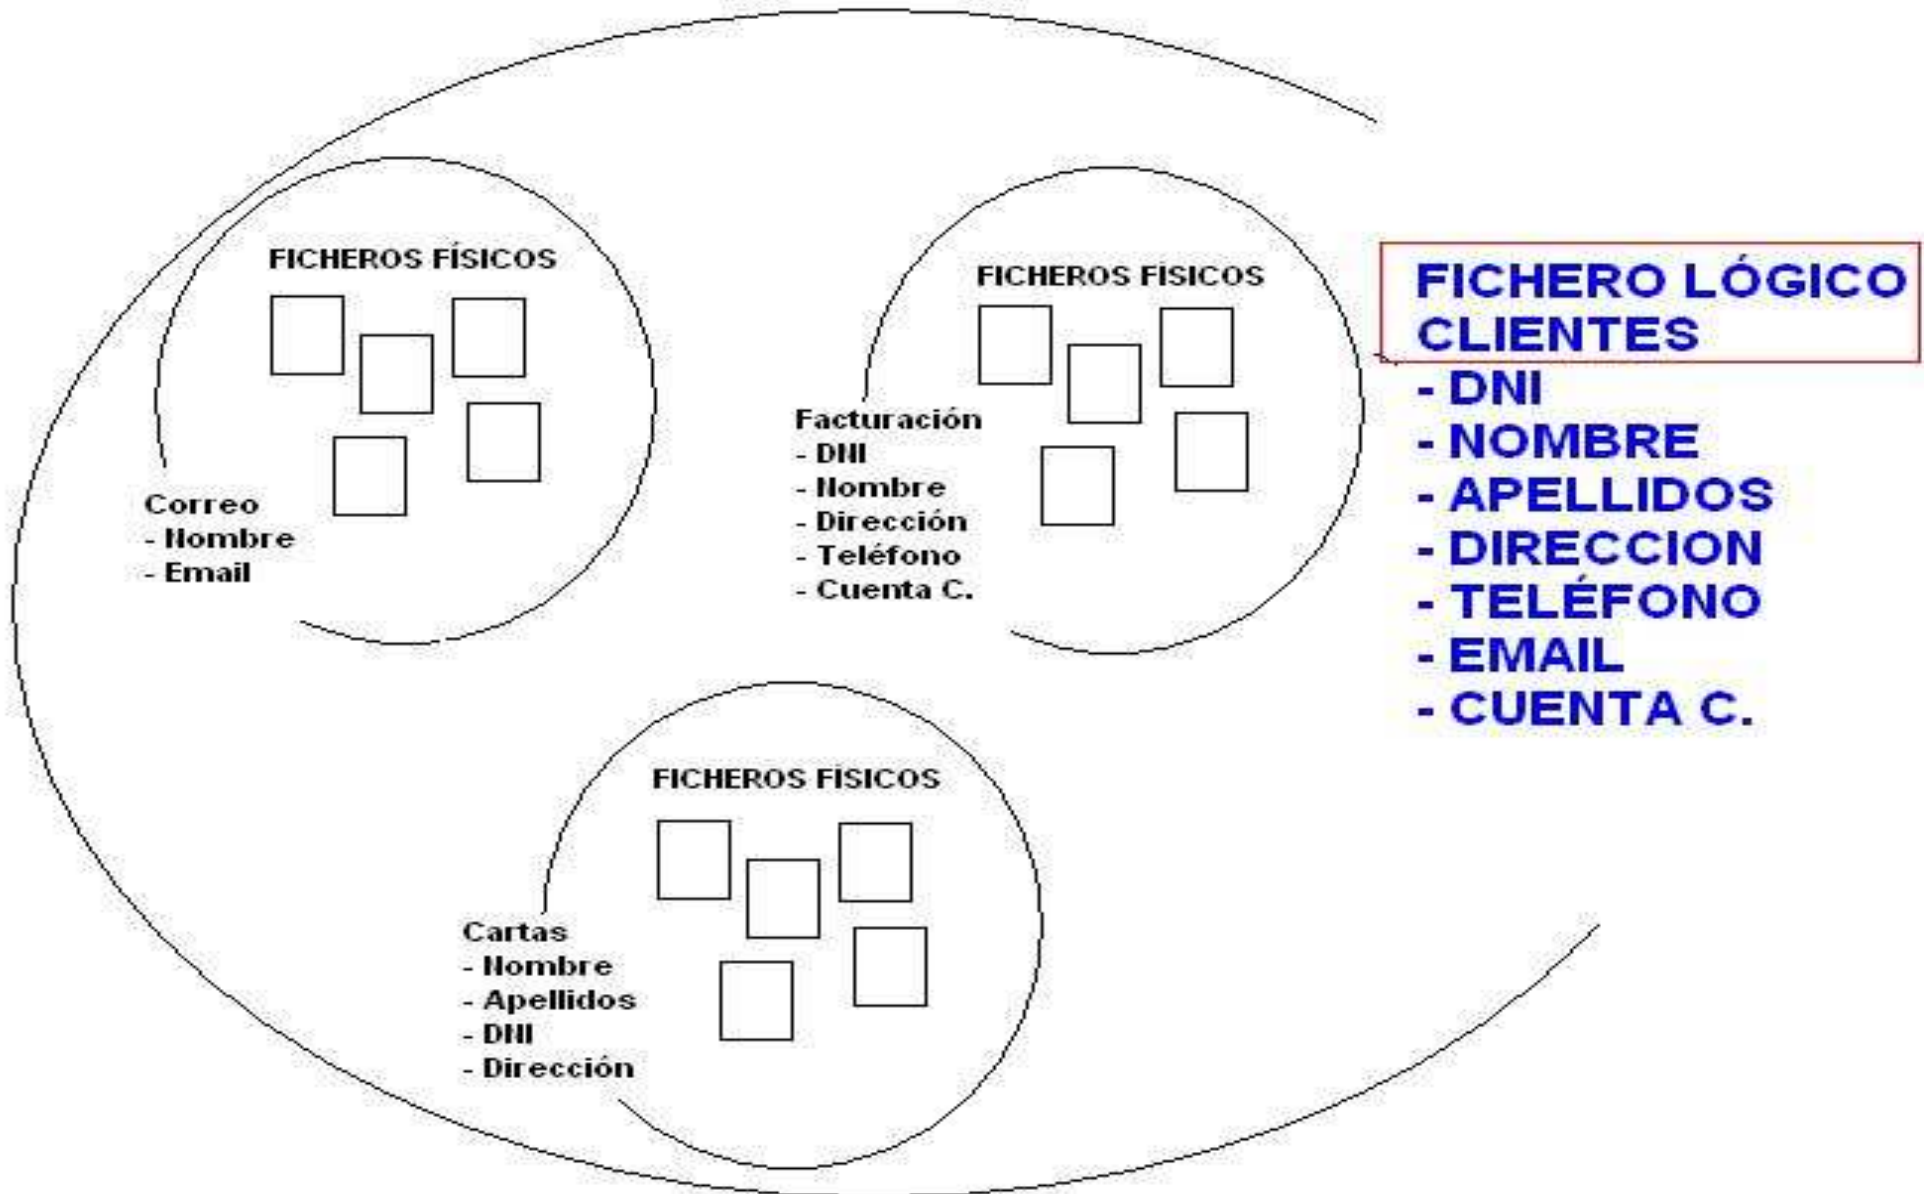 FICHEROS FÍSICOS
Correo
- Nombre
- Email
FICHEROS FÍSICOS
Facturación
- DNI
- Nombre
- Dirección
- Teléfono
- Cuenta C.
FICHEROS FÍSICOS
Cartas
- Nombre
- Apellidos
- DNI
- Dirección
FICHERO LÓGICO
CLIENTES
- DNI
- NOMBRE
- APELLIDOS
- DIRECCION
- TELÉFONO
- EMAIL
- CUENTA C.